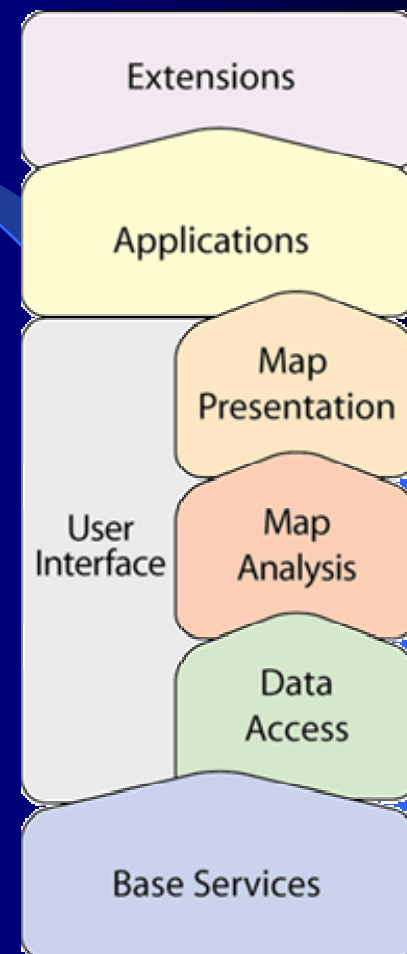 Extensions
Applications
Map
Presentation
User
Interface
Map
Analysis
Data
Access
Base Services